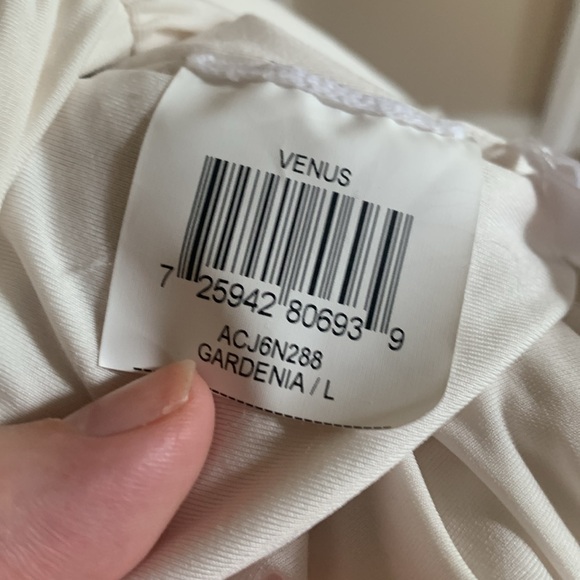 VENUS
7 25942 80693 9
ACJ6N288
GARDENIA / L